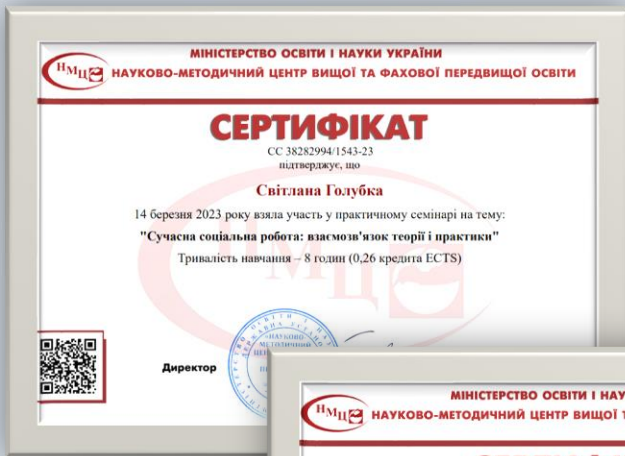 МІНІСТЕРСТВО ОСВІТИ І НАУКИ УКРАЇНИ
НМЦ НАУКОВО-МЕТОДИЧНИЙ ЦЕНТР ВИЩОЇ ТА ФАХОВОЇ ПЕРЕДВИЩОЇ ОСВІТИ
СЕРТИФІКАТ
СС 38282994/1543-23
підтверджує, що
Світлана Голубка
14 березня 2023 року взяла участь у практичному семінарі на тему:
"Сучасна соціальна робота: взаємозв'язок теорії і практики"
Тривалість навчання – 8 годин (0,26 кредита ECTS)
НМЦ
Директор
МІНІСТЕРСТВО ОСВІТИ І НАУ
НМЦ НАУКОВО-МЕТОДИЧНИЙ ЦЕНТР ВИЩОЇ Т